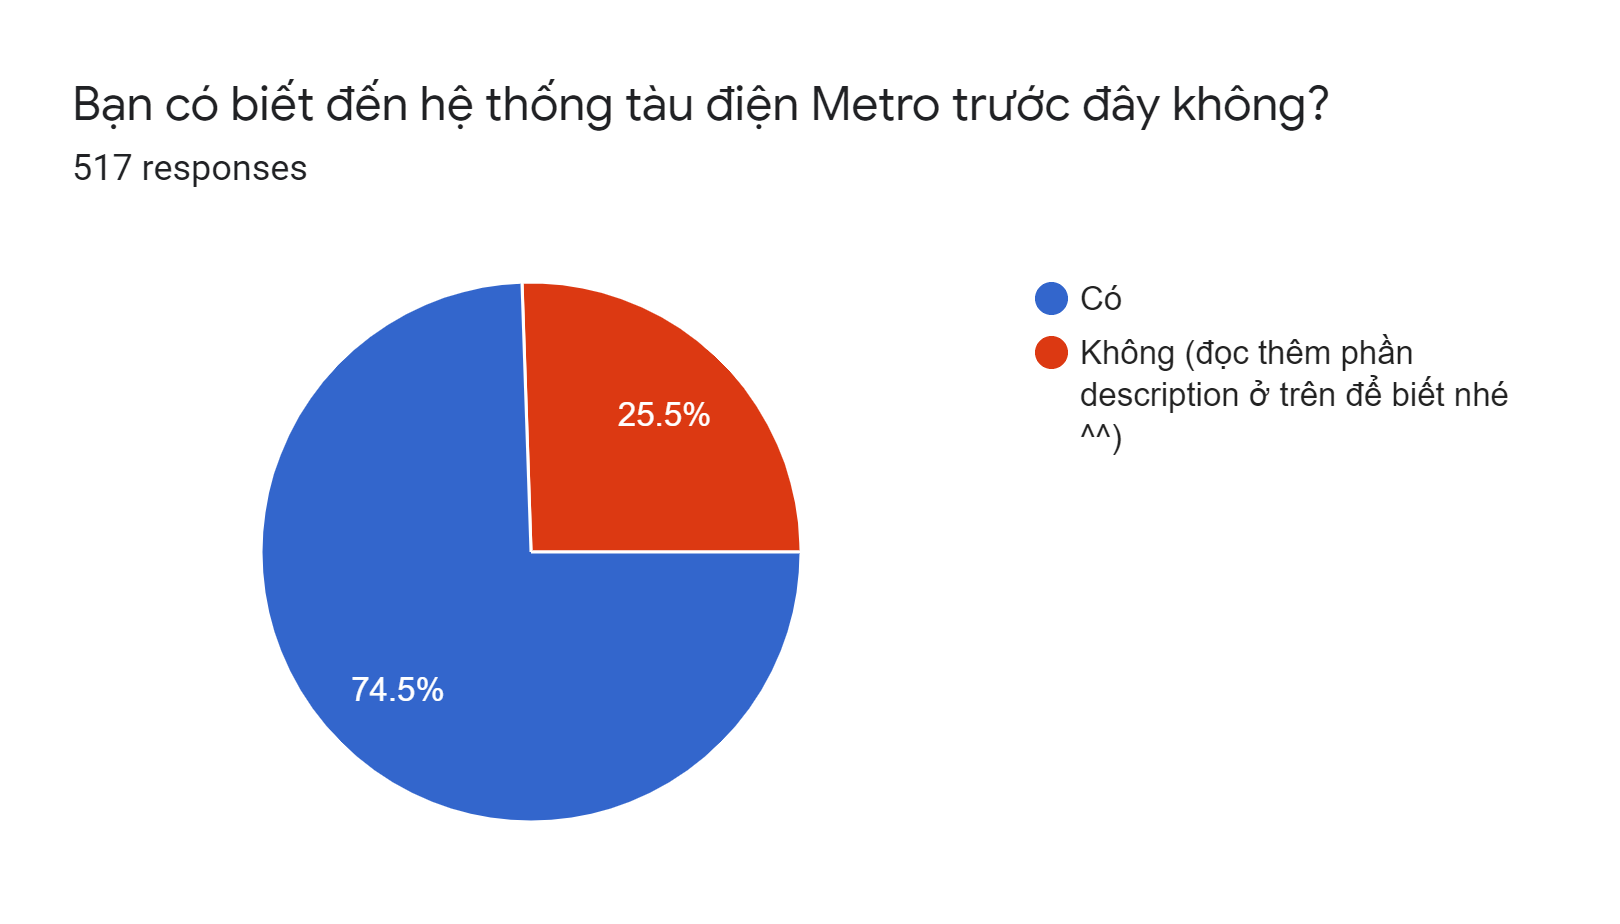 Bạn có biết đến hệ thống tàu điện Metro trước đây không?
517 responses
Có
Không (đọc thêm phần
description ở trên để biết nhé
^^)
25.5%
74.5%